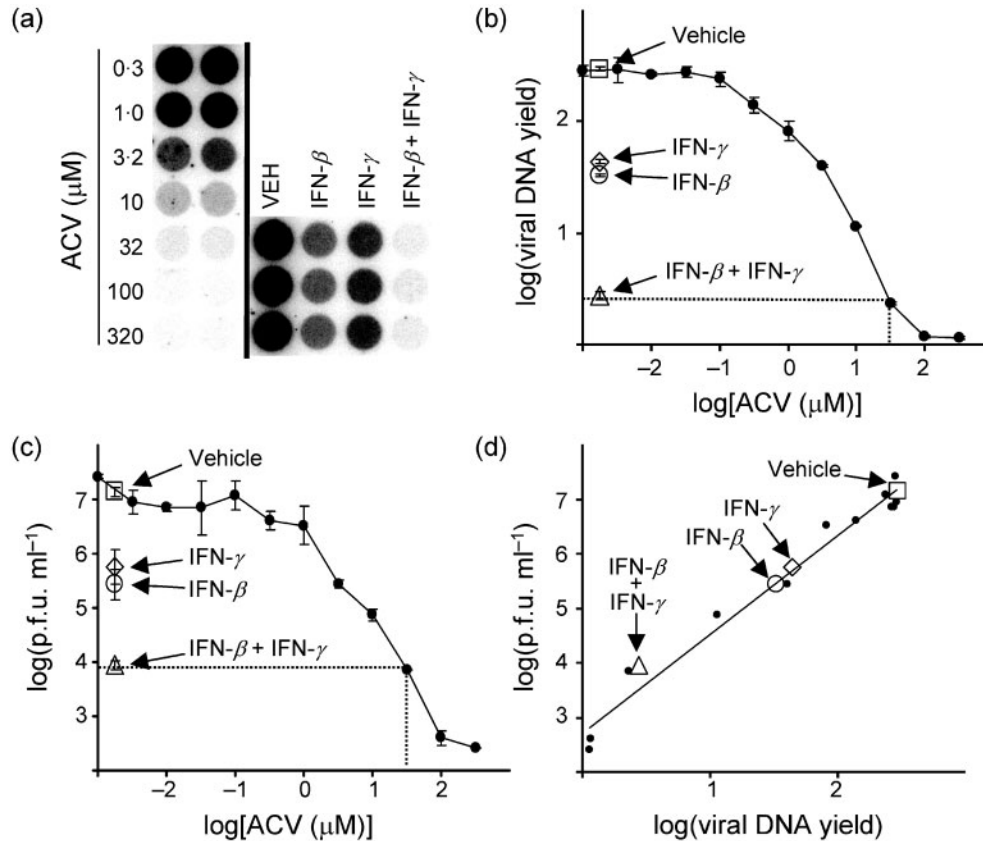 (a)
ACV (μM)
0·3
1·0
3·2
10
32
100
320
VEH
IFN-β
IFN-γ
IFN-β + IFN-γ
(b)
log(viral DNA yield)
2
1
Vehicle
IFN-γ
IFN-β
IFN-β + IFN-γ
–2 –1 0 1 2
log[ACV (μM)]
(c)
log(p.f.u. ml⁻¹)
7
6
5
4
3
Vehicle
IFN-γ
IFN-β
IFN-β + IFN-γ
–2 –1 0 1 2
log[ACV (μM)]
(d)
log(p.f.u. ml⁻¹)
7
6
5
4
3
Vehicle
IFN-γ
IFN-β
IFN-β
+
IFN-γ
1 2
log(viral DNA yield)